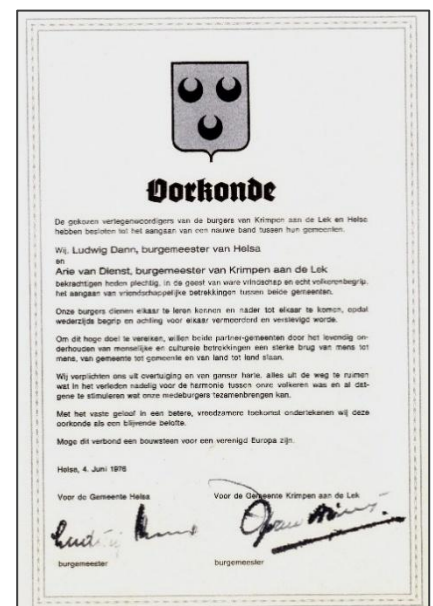 Oorkonde
De gekozen vertegenwoordigers van de burgers van Krimpen aan de Lek en Helsa
hebben besloten tot het aangaan van een nauwe band tussen hun gemeenten.
Wij, Ludwig Dann, burgemeester van Helsa
en
Arie van Dienst, burgemeester van Krimpen aan de Lek
bekrachtigen heden plechtig, in de geest van ware vriendschap en echt volkerenbegrip,
het aangaan van vriendschappelijke betrekkingen tussen beide gemeenten.
Onze burgers dienen elkaar te leren kennen en nader tot elkaar te komen, opdat
wederzijds begrip en achting voor elkaar vermeerderd en verstevigd worde.
Om dit hoge doel te vereisen, willen beide partner-gemeenten door het levendig on-
derhouden van menselijke en culturele betrekkingen een sterke brug van mens tot
mens, van gemeente tot gemeente en van land tot land slaan.
Wij verplichten ons uit overtuiging en van ganser harte, alles uit de weg te ruimen
wat in het verleden nadelig voor de harmonie tussen onze volkeren was en al dat-
gene te stimuleren wat onze medeburgers tezamenbrengen kan.
Met het vaste geloof in een betere, vreedzamere toekomst ondertekenen wij deze
oorkonde als een blijvende belofte.
Moge dit verbond een bouwsteen voor een verenigd Europa zijn.
Helsa, 4. Juni 1976
Voor de Gemeente Helsa Voor de Gemeente Krimpen aan de Lek
burgemeester burgemeester